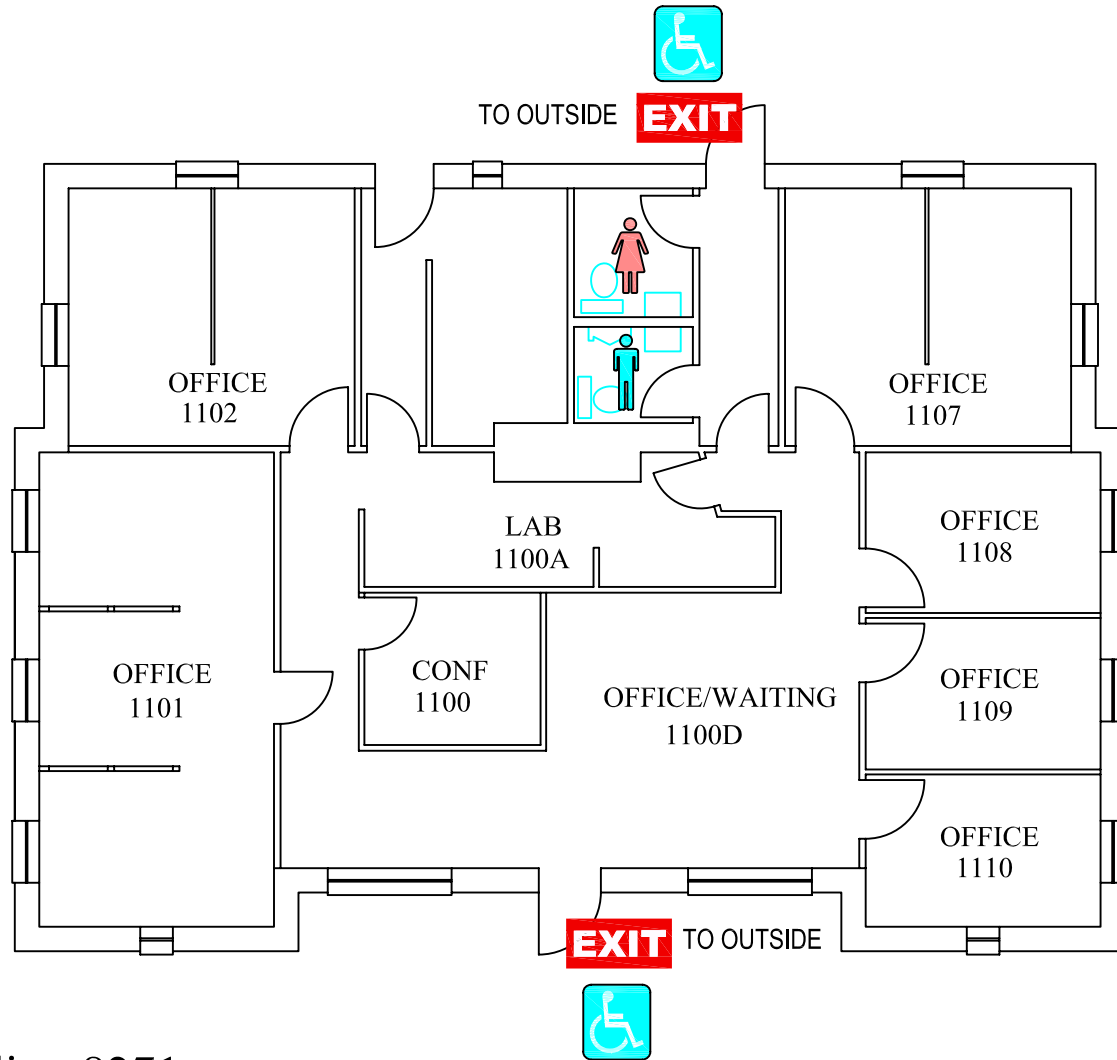 TO OUTSIDE EXIT
OFFICE
1102
OFFICE
1107
LAB
1100A
OFFICE
1108
OFFICE
1101
CONF
1100
OFFICE/WAITING
1100D
OFFICE
1109
OFFICE
1110
EXIT TO OUTSIDE